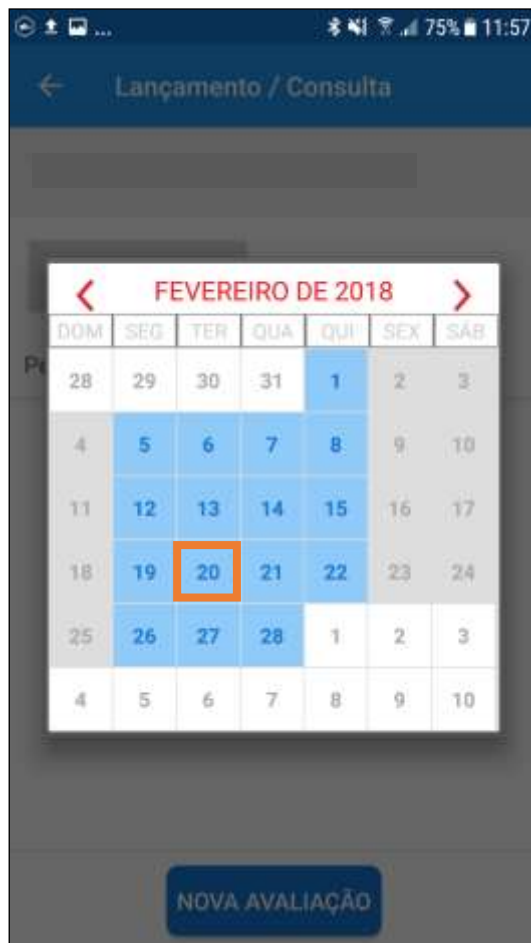 ... 75% 11:57
Lançamento / Consulta
FEVEREIRO DE 2018
DOM SEG TER QUA QUI SEX SÁB
28 29 30 31 1 2 3
4 5 6 7 8 9 10
11 12 13 14 15 16 17
18 19 20 21 22 23 24
25 26 27 28 1 2 3
4 5 6 7 8 9 10
NOVA AVALIAÇÃO